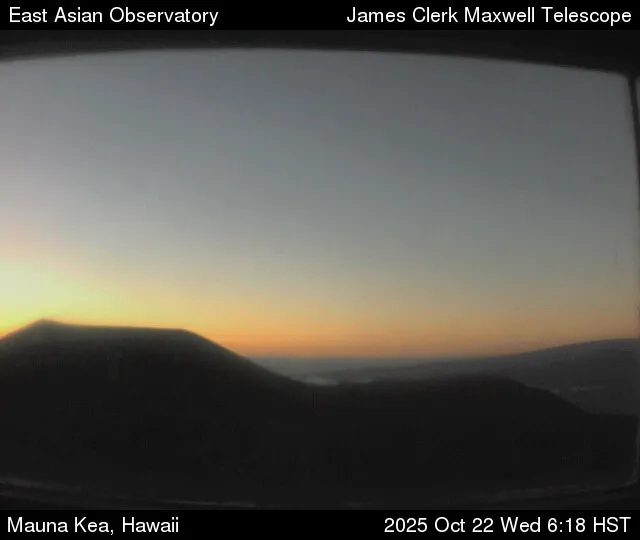 East Asian Observatory
James Clerk Maxwell Telescope
Mauna Kea, Hawaii
2025 Oct 22 Wed 6:18 HST